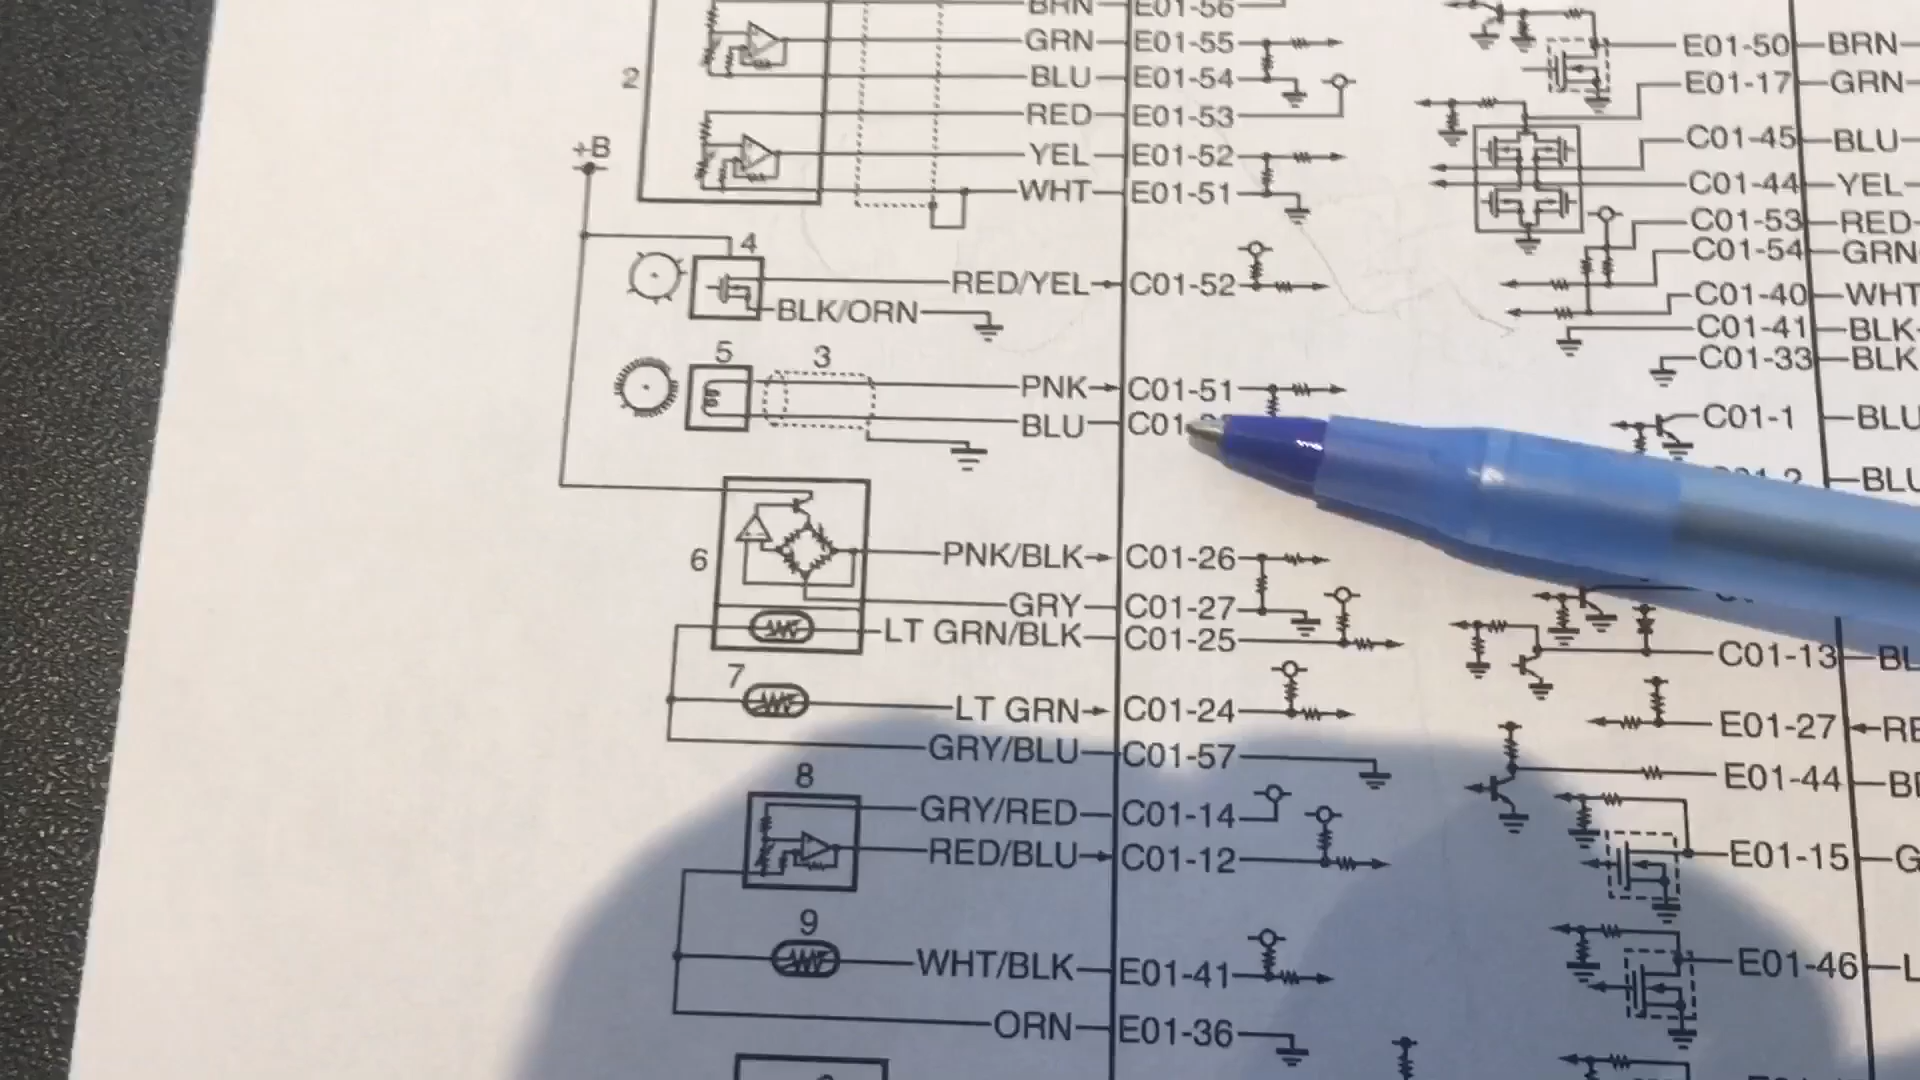 BRN E01-56
GRN E01-55
2 BLU E01-54
RED E01-53
+B YEL E01-52
WHT E01-51
4
RED/YEL C01-52
BLK/ORN
5 3
PNK C01-51
BLU
6 PNK/BLK C01-26
GRY C01-27
LT GRN/BLK C01-25
7
LT GRN C01-24
GRY/BLU C01-57
8
GRY/RED C01-14
RED/BLU C01-12
9
WHT/BLK E01-41
ORN E01-36
E01-50 BRN
E01-17 GRN
C01-45 BLU
C01-44 YEL
C01-53 RED
C01-54 GRN
C01-40 WHT
C01-41 BLK
C01-33 BLK
C01-1 BLU
BLU
C01-13
E01-27
E01-44
E01-15
E01-46